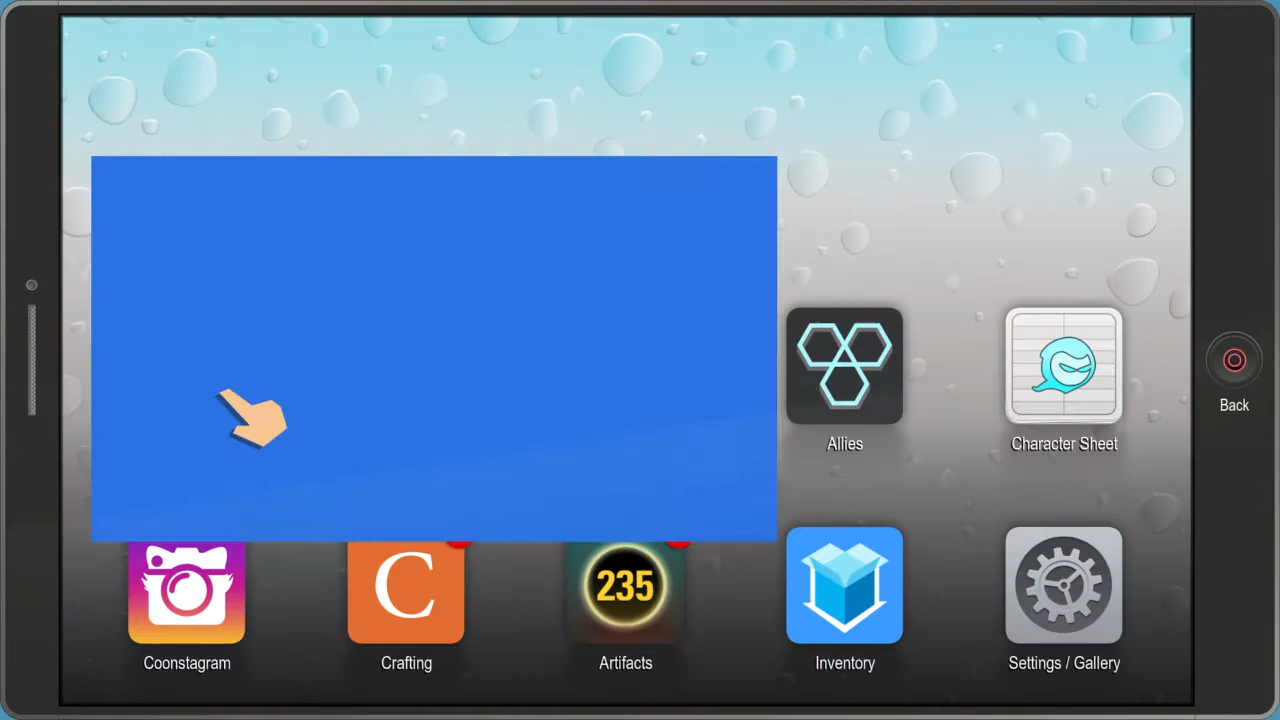 Allies
Character Sheet
Back
C
235
Coonstagram
Crafting
Artifacts
Inventory
Settings / Gallery